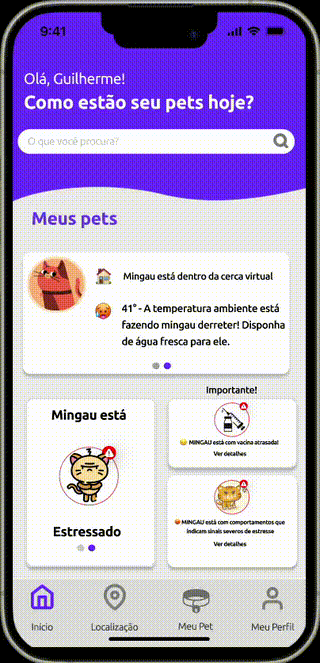 9:41
Olá, Guilherme!
Como estão seu pets hoje?
O que você procura?
Meus pets
Mingau está dentro da cerca virtual
41° - A temperatura ambiente está
fazendo mingau derreter! Disponha
de água fresca para ele.
Importante!
Mingau está
Estressado
MINGAU está com vacina atrasada!
Ver detalhes
MINGAU está com comportamentos que
indicam sinais severos de estresse
Ver detalhes
Início
Localização
Meu Pet
Meu Perfil